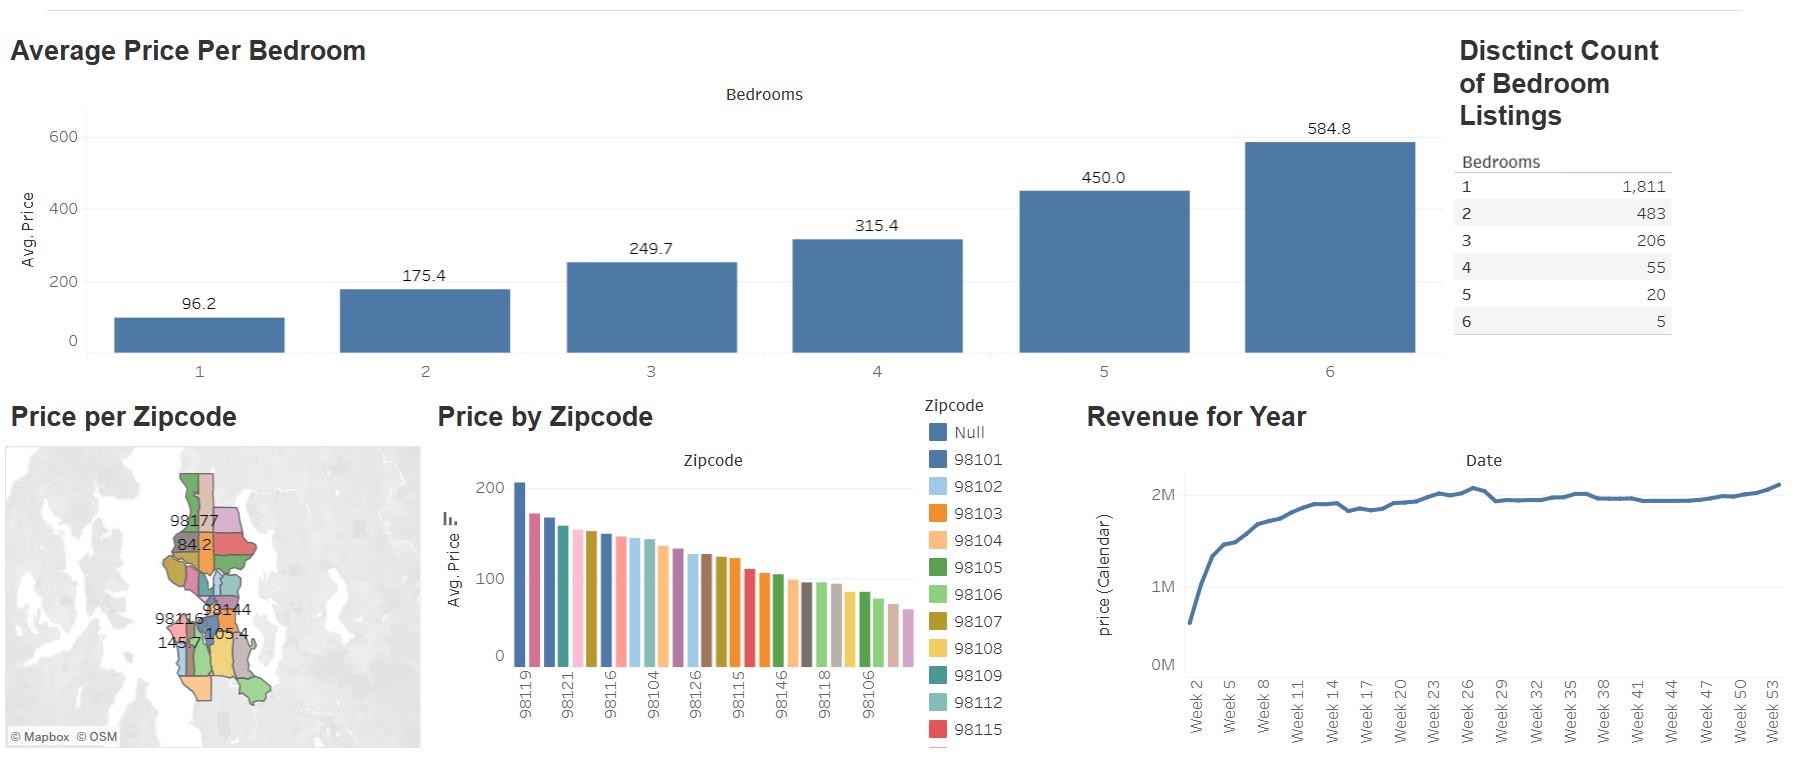 Average Price Per Bedroom
Bedrooms
Avg. Price
600
400
200
0
96.2
175.4
249.7
315.4
450.0
584.8
1
2
3
4
5
6
Disctinct Count
of Bedroom
Listings
Bedrooms
1 1,811
2 483
3 206
4 55
5 20
6 5
Price per Zipcode
98177
84.2
98144
98116
105.4
145.7
© Mapbox © OSM
Price by Zipcode
Zipcode
Avg. Price
200
100
0
98119
98121
98116
98104
98126
98115
98146
98118
98106
Zipcode
Null
98101
98102
98103
98104
98105
98106
98107
98108
98109
98112
98115
Revenue for Year
Date
price (Calendar)
2M
1M
0M
Week 2
Week 5
Week 8
Week 11
Week 14
Week 17
Week 20
Week 23
Week 26
Week 29
Week 32
Week 35
Week 38
Week 41
Week 44
Week 47
Week 50
Week 53